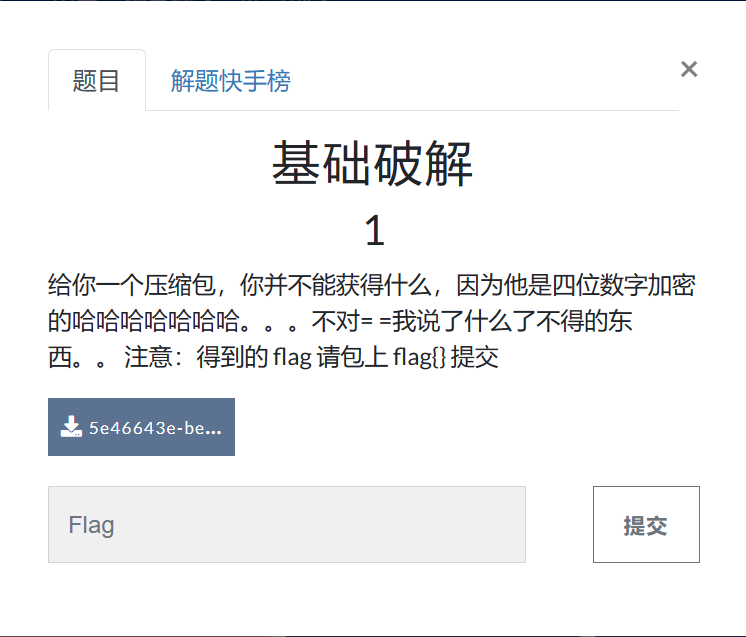 题目 解题快手榜 ×
基础破解
1
给你一个压缩包，你并不能获得什么，因为他是四位数字加密
的哈哈哈哈哈哈哈。。。不对= =我说了什么了不得的东
西。。 注意：得到的 flag 请包上 flag{} 提交
5e46643e-be...
Flag 提交